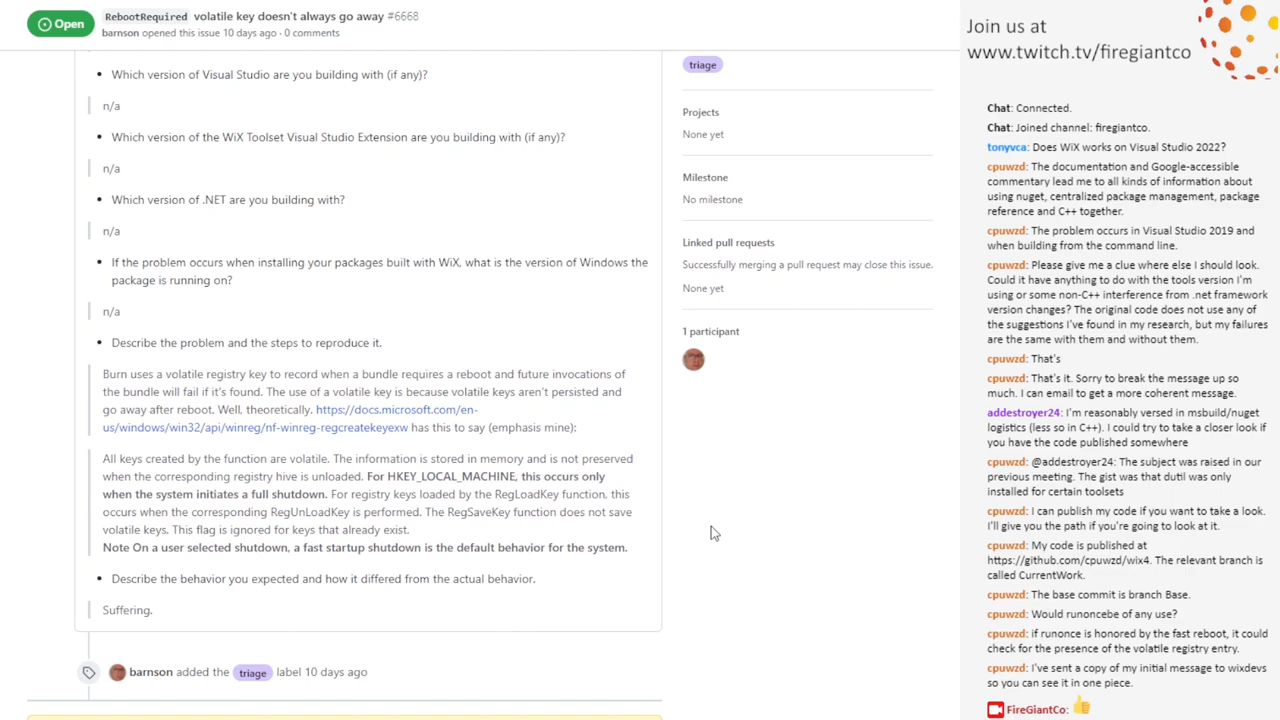 Open
RebootRequired volatile key doesn't always go away #6668
barnson opened this issue 10 days ago · 0 comments
• Which version of Visual Studio are you building with (if any)?
n/a
• Which version of the WiX Toolset Visual Studio Extension are you building with (if any)?
n/a
• Which version of .NET are you building with?
n/a
• If the problem occurs when installing your packages built with WiX, what is the version of Windows the
package is running on?
n/a
• Describe the problem and the steps to reproduce it.
Burn uses a volatile registry key to record when a bundle requires a reboot and future invocations of
the bundle will fail if it's found. The use of a volatile key is because volatile keys aren't persisted and
go away after reboot. Well, theoretically. https://docs.microsoft.com/en-
us/windows/win32/api/winreg/nf-winreg-regcreatekeyexw has this to say (emphasis mine):
All keys created by the function are volatile. The information is stored in memory and is not preserved
when the corresponding registry hive is unloaded. For HKEY_LOCAL_MACHINE, this occurs only
when the system initiates a full shutdown. For registry keys loaded by the RegLoadKey function, this
occurs when the corresponding RegUnLoadKey is performed. The RegSaveKey function does not save
volatile keys. This flag is ignored for keys that already exist.
Note On a user selected shutdown, a fast startup shutdown is the default behavior for the system.
• Describe the behavior you expected and how it differed from the actual behavior.
Suffering.
barnson added the triage label 10 days ago
triage
Projects
None yet
Milestone
No milestone
Linked pull requests
Successfully merging a pull request may close this issue.
None yet
1 participant
Join us at
www.twitch.tv/firegiantco
Chat: Connected.
Chat: Joined channel: firegiantco.
tonyvca: Does WiX works on Visual Studio 2022?
cpuwzd: The documentation and Google-accessible
commentary lead me to all kinds of information about
using nuget, centralized package management, package
reference and C++ together.
cpuwzd: The problem occurs in Visual Studio 2019 and
when building from the command line.
cpuwzd: Please give me a clue where else I should look.
Could it have anything to do with the tools version I'm
using or some non-C++ interference from .net framework
version changes? The original code does not use any of
the suggestions I've found in my research, but my failures
are the same with them and without them.
cpuwzd: That's
cpuwzd: That's it. Sorry to break the message up so
much. I can email to get a more coherent message.
addestroyer24: I'm reasonably versed in msbuild/nuget
logistics (less so in C++). I could try to take a closer look if
you have the code published somewhere
cpuwzd: @addestroyer24: The subject was raised in our
previous meeting. The gist was that dutil was only
installed for certain toolsets
cpuwzd: I can publish my code if you want to take a look.
I'll give you the path if you're going to look at it.
cpuwzd: My code is published at
https://github.com/cpuwzd/wix4. The relevant branch is
called CurrentWork.
cpuwzd: The base commit is branch Base.
cpuwzd: Would runoncebe of any use?
cpuwzd: if runonce is honored by the fast reboot, it could
check for the presence of the volatile registry entry.
cpuwzd: I've sent a copy of my initial message to wixdevs
so you can see it in one piece.
FireGiantCo: